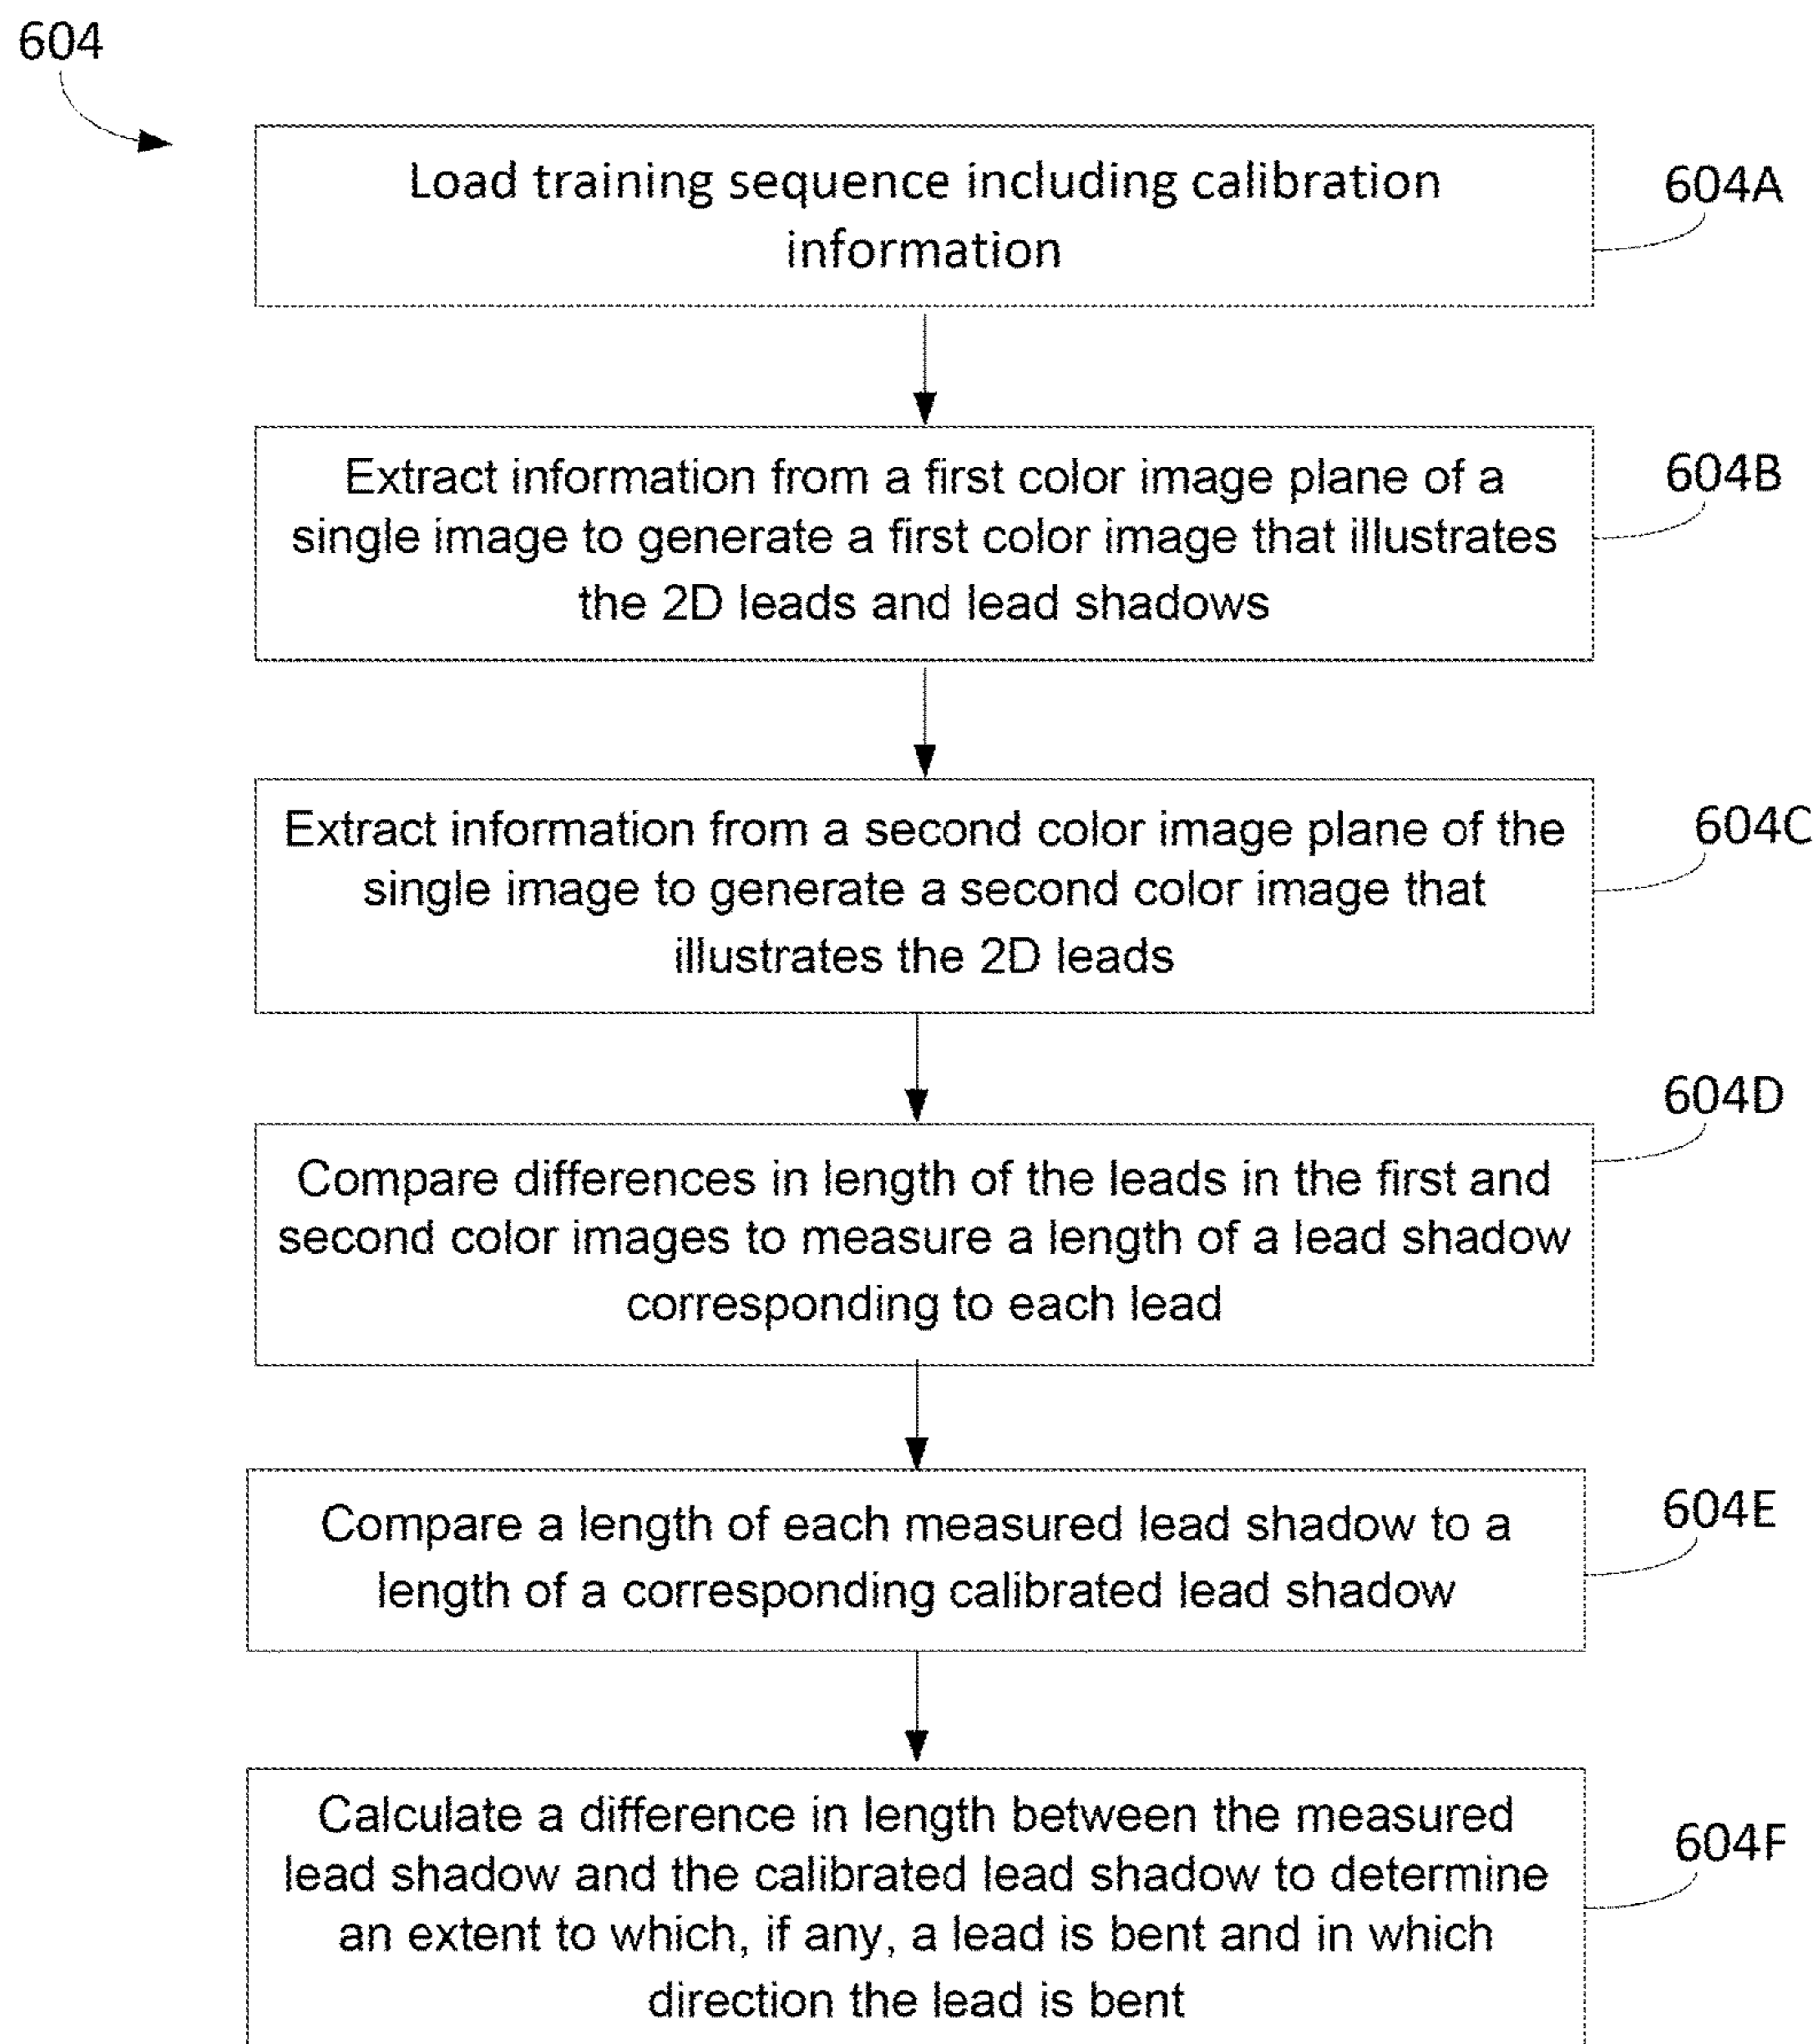 604
Load training sequence including calibration
information
604A
Extract information from a first color image plane of a
single image to generate a first color image that illustrates
the 2D leads and lead shadows
604B
Extract information from a second color image plane of the
single image to generate a second color image that
illustrates the 2D leads
604C
Compare differences in length of the leads in the first and
second color images to measure a length of a lead shadow
corresponding to each lead
604D
Compare a length of each measured lead shadow to a
length of a corresponding calibrated lead shadow
604E
Calculate a difference in length between the measured
lead shadow and the calibrated lead shadow to determine
an extent to which, if any, a lead is bent and in which
direction the lead is bent
604F